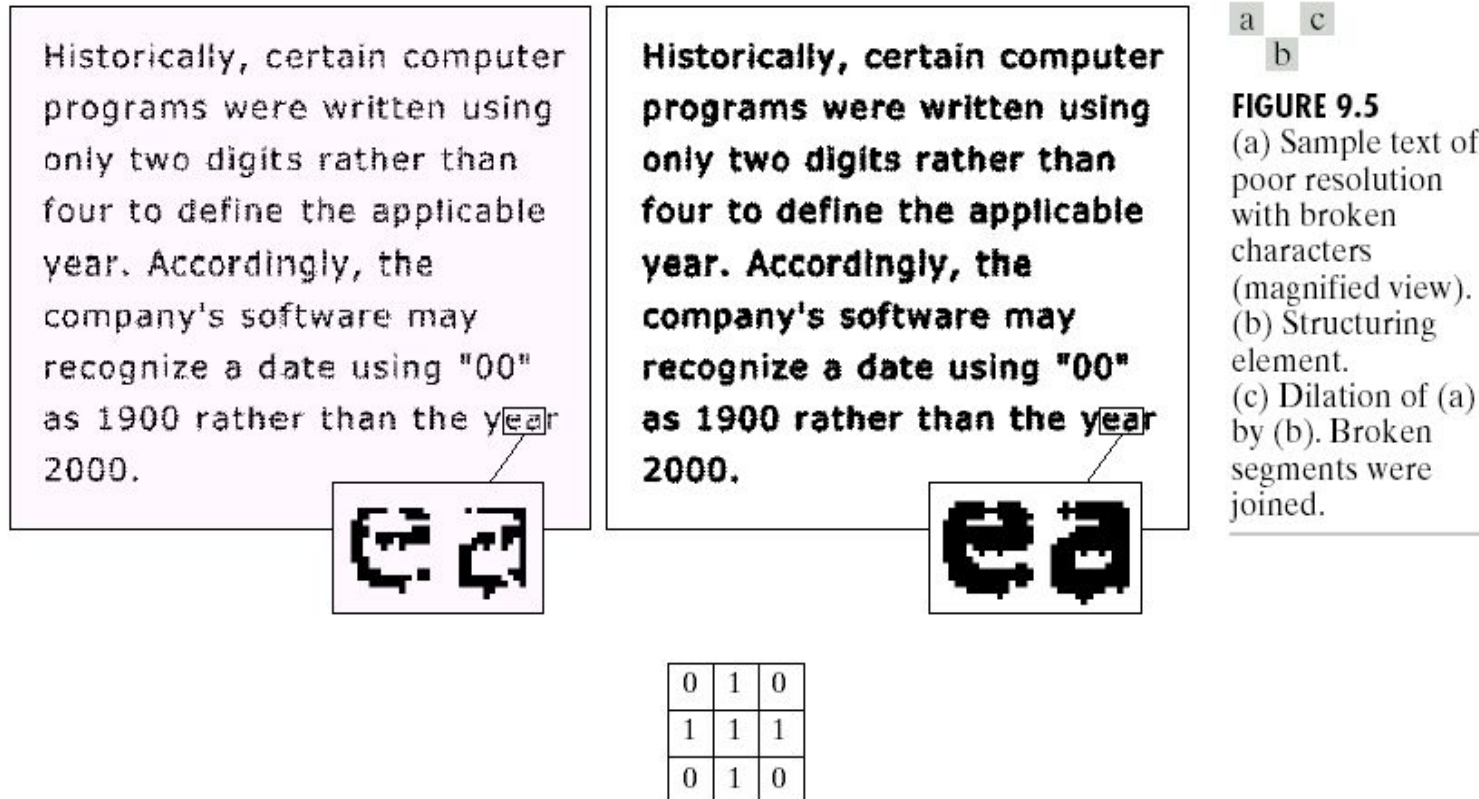 Historically, certain computer
programs were written using
only two digits rather than
four to define the applicable
year. Accordingly, the
company's software may
recognize a date using "00"
as 1900 rather than the year
2000.
e a
Historically, certain computer
programs were written using
only two digits rather than
four to define the applicable
year. Accordingly, the
company's software may
recognize a date using "00"
as 1900 rather than the year
2000.
e a
a c
b
FIGURE 9.5
(a) Sample text of
poor resolution
with broken
characters
(magnified view).
(b) Structuring
element.
(c) Dilation of (a)
by (b). Broken
segments were
joined.
0 1 0
1 1 1
0 1 0